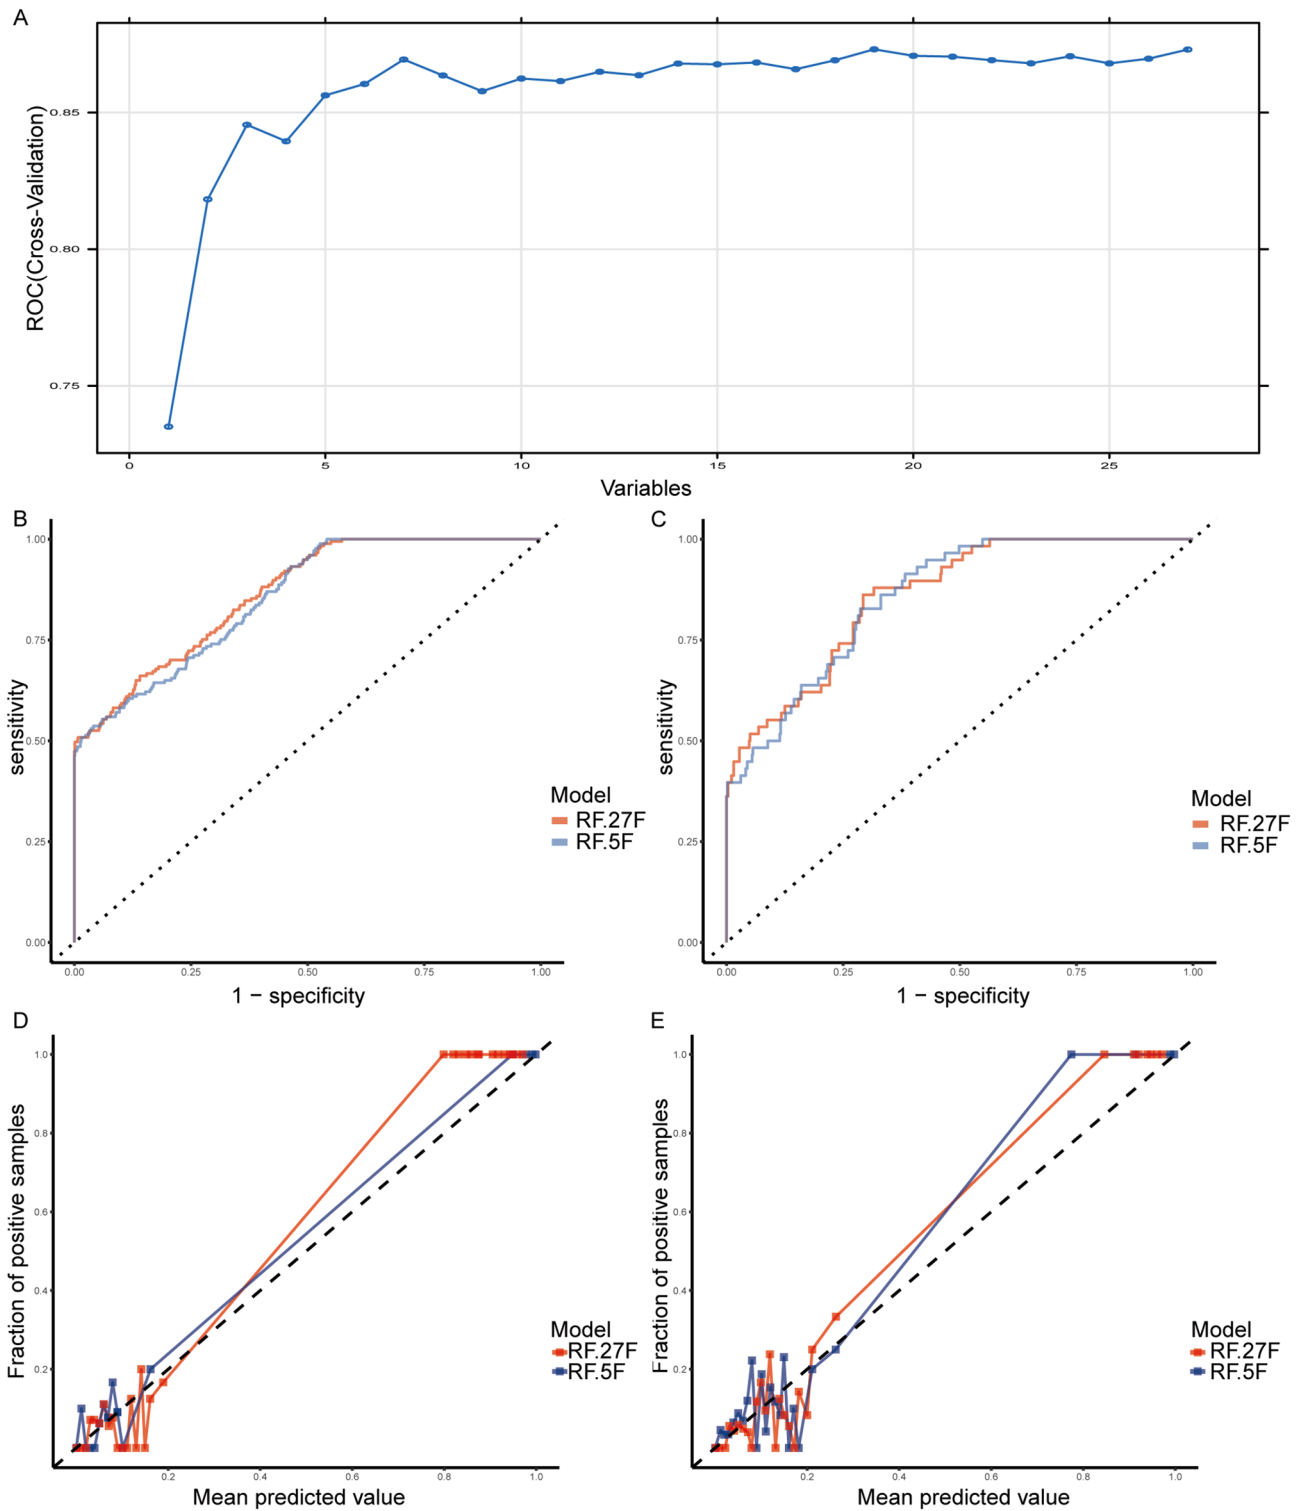 A
ROC(Cross-Validation)
0.85
0.80
0.75
0 5 10 15 20 25
Variables
B
sensitivity
1.00
0.75
0.50
0.25
0.00
0.00 0.25 0.50 0.75 1.00
1 − specificity
Model
RF.27F
RF.5F
C
sensitivity
1.00
0.75
0.50
0.25
0.00
0.00 0.25 0.50 0.75 1.00
1 − specificity
Model
RF.27F
RF.5F
D
Fraction of positive samples
1.0
0.8
0.6
0.4
0.2
0.2 0.4 0.6 0.8 1.0
Mean predicted value
Model
RF.27F
RF.5F
E
Fraction of positive samples
1.0
0.8
0.6
0.4
0.2
0.2 0.4 0.6 0.8 1.0
Mean predicted value
Model
RF.27F
RF.5F